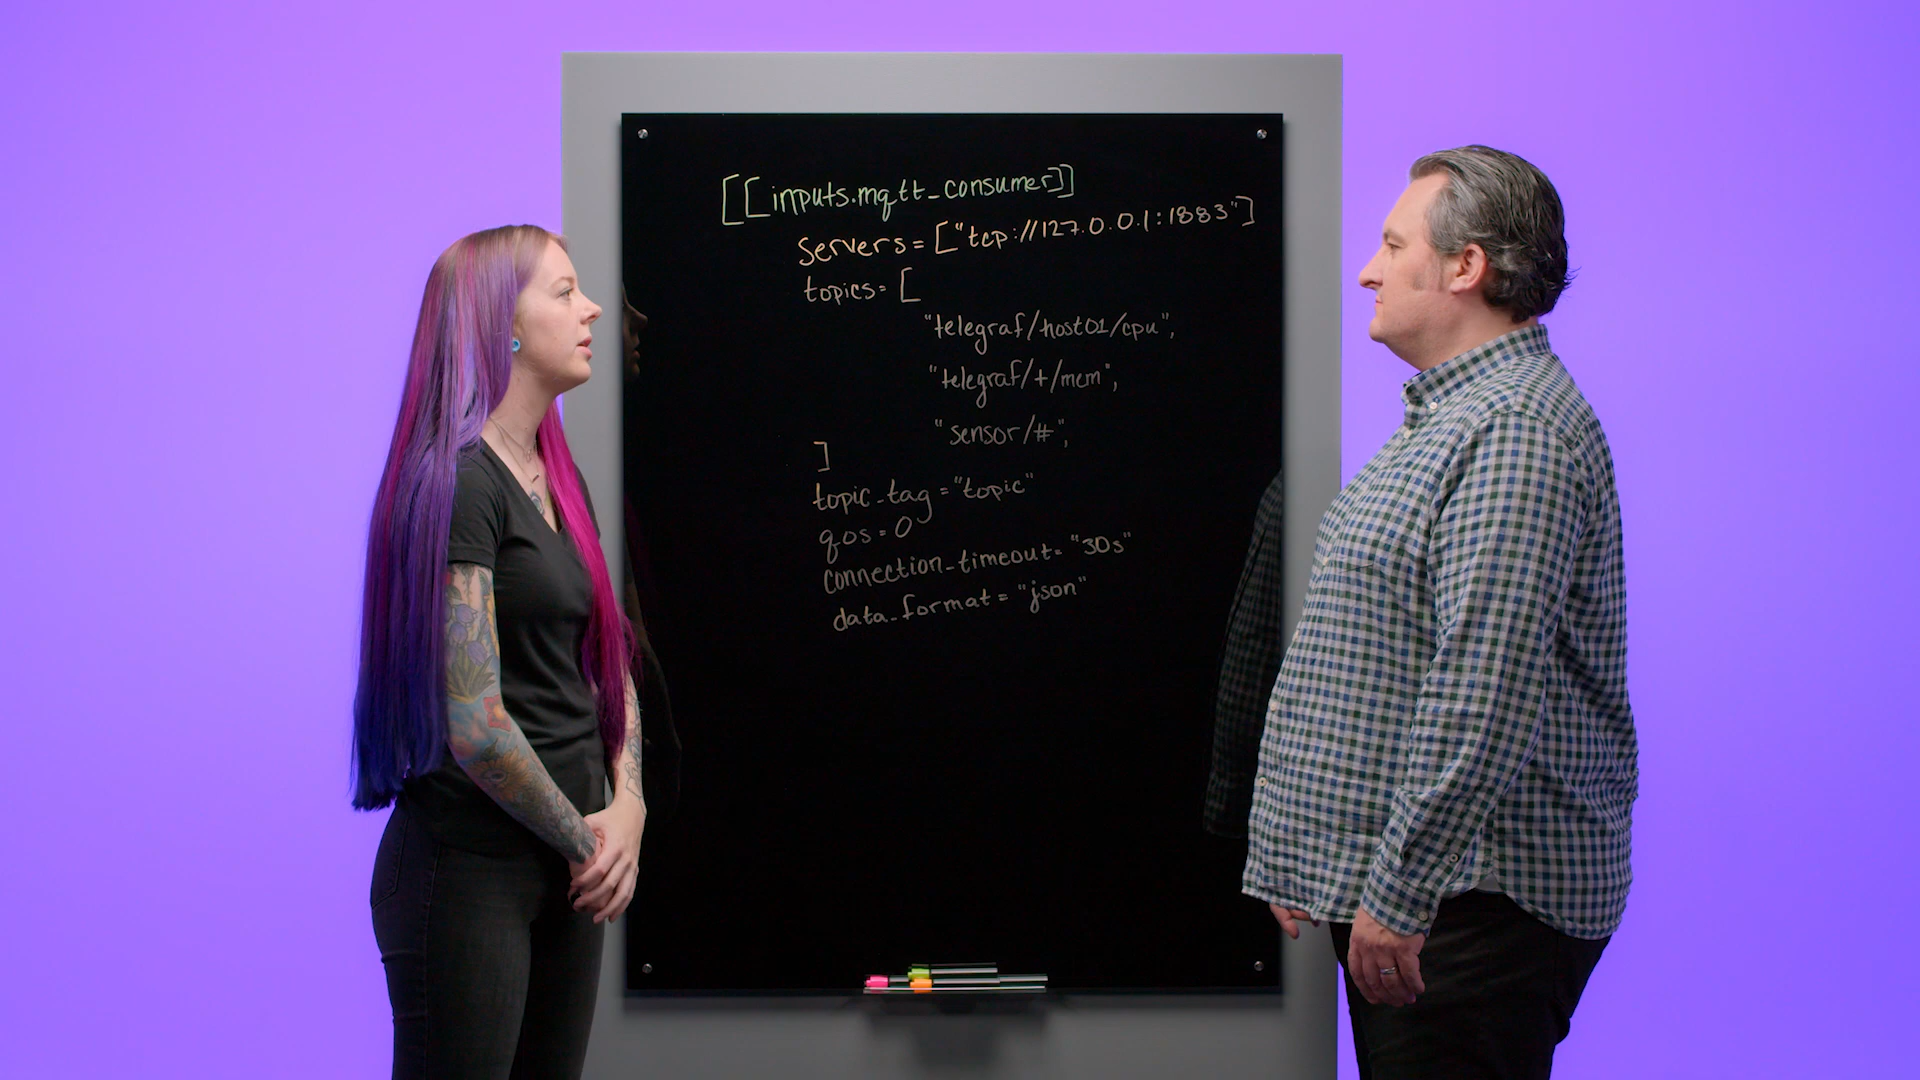 [[inputs.mqtt_consumer]]
servers=["tcp://127.0.0.1:1883"]
topics=[
"telegraf/host01/cpu",
"telegraf/+/mem",
"sensor/#",
]
topic_tag="topic"
qos=0
connection_timeout="30s"
data_format="json"